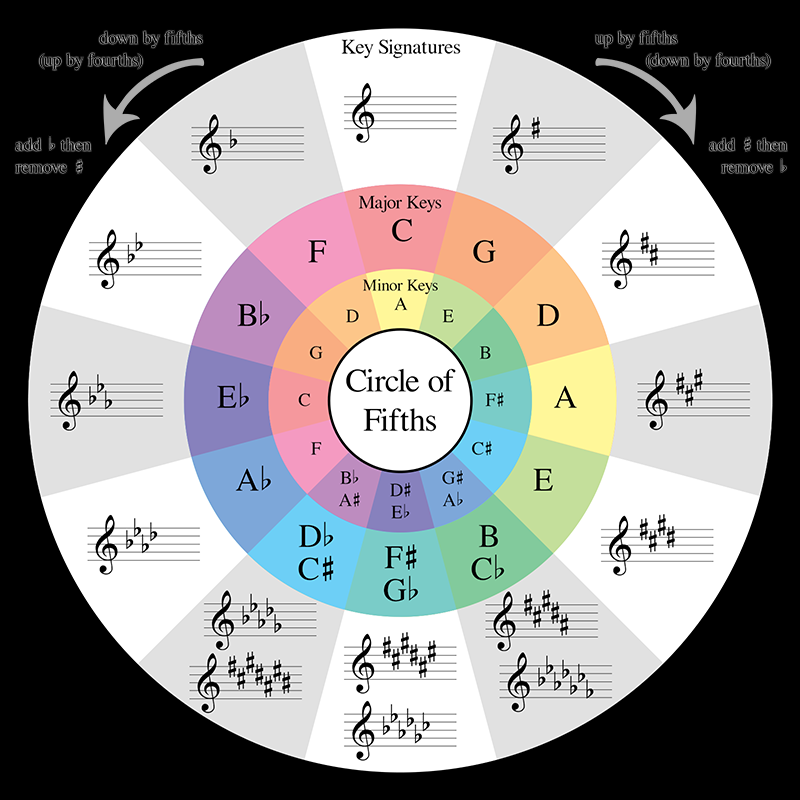 down by fifths
(up by fourths)
add ♭ then
remove ♯
up by fifths
(down by fourths)
add ♯ then
remove ♭
Key Signatures
Major Keys
C
G
D
A
E
B
C♭
F♯
G♭
D♭
C♯
A♭
E♭
B♭
F
Minor Keys
A
E
B
F♯
C♯
G♯
A♭
D♯
E♭
B♭
A♯
F
C
G
D
Circle of
Fifths